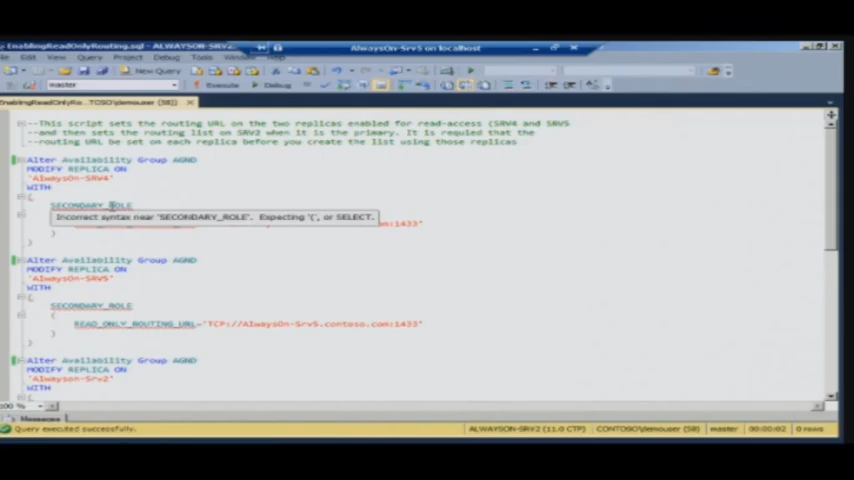 EnablingReadOnlyRouting.sql - ALWAYSON-SRV2
AlwaysOn-Srv5 on localhost
File Edit View Query Project Debug Tools Window Help
New Query
master Execute Debug
EnablingReadOnlyRo...TOSO\demouser (58))
--This script sets the routing URL on the two replicas enabled for read-access (SRV4 and SRV5
--and then sets the routing list on SRV2 when it is the primary. It is requied that the
--routing URL be set on each replica before you create the list using those replicas
Alter Availability Group AGND
MODIFY REPLICA ON
'AlwaysOn-SRV4'
WITH
(
SECONDARY_ROLE
Incorrect syntax near 'SECONDARY_ROLE'. Expecting '(', or SELECT.
com:1433"
)
)
Alter Availability Group AGND
MODIFY REPLICA ON
'AlwaysOn-SRV5'
WITH
(
SECONDARY_ROLE
(
READ_ONLY_ROUTING_URL='TCP://AlwaysOn-Srv5.contoso.com:1433"
)
)
Alter Availability Group AGND
MODIFY REPLICA ON
'Alwayson-Srv2'
WITH
(
100 %
Messages
Query executed successfully.
ALWAYSON-SRV2 (11.0 CTP) CONTOSO\demouser (58) master 00:00:02 0 rows